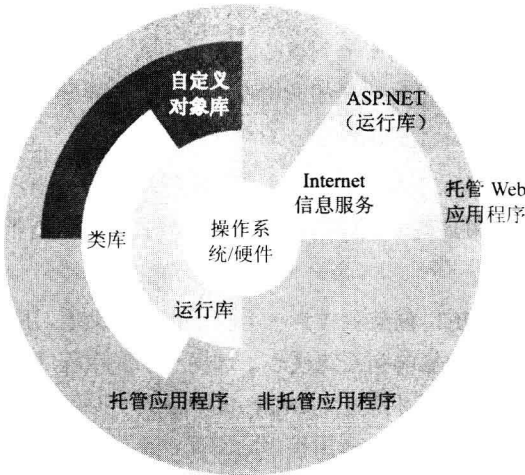 自定义
对象库
ASP.NET
（运行库）
Internet
信息服务
托管 Web
应用程序
类库
操作系
统/硬件
运行库
托管应用程序
非托管应用程序